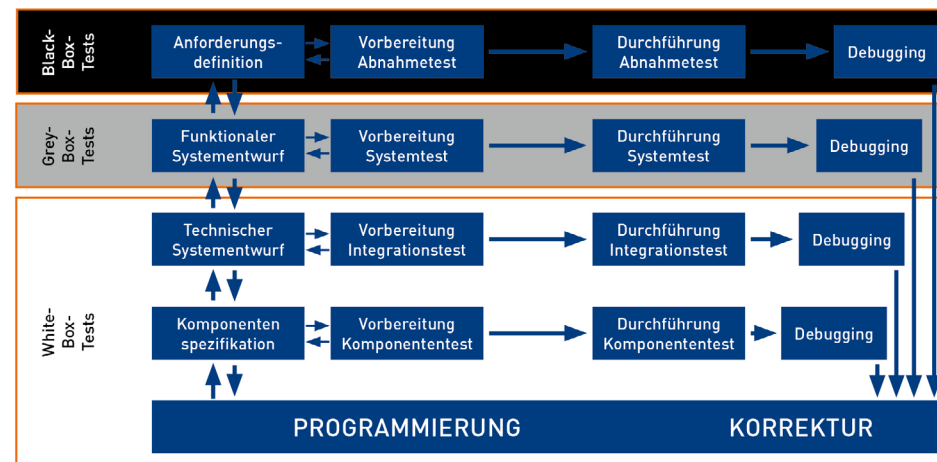 Black-
Box-
Tests
Anforderungs-
definition
Vorbereitung
Abnahmetest
Durchführung
Abnahmetest
Debugging
Grey-
Box-
Tests
Funktionaler
Systementwurf
Vorbereitung
Systemtest
Durchführung
Systemtest
Debugging
White-
Box-
Tests
Technischer
Systementwurf
Vorbereitung
Integrationstest
Durchführung
Integrationstest
Debugging
Komponenten
spezifikation
Vorbereitung
Komponententest
Durchführung
Komponententest
Debugging
PROGRAMMIERUNG
KORREKTUR